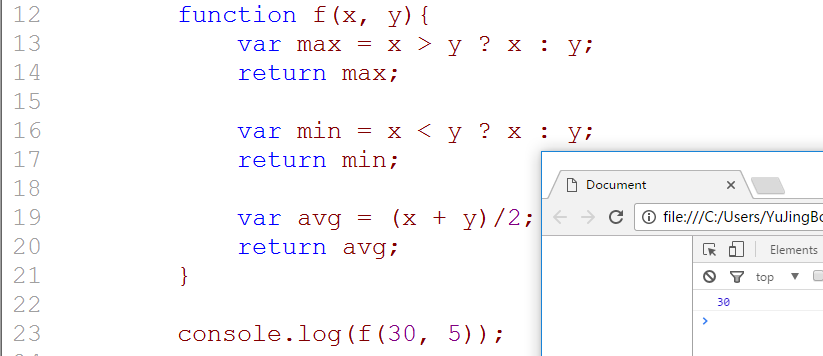 12 function f(x, y){
13 var max = x > y ? x : y;
14 return max;
15
16 var min = x < y ? x : y;
17 return min;
18
19 var avg = (x + y)/2;
20 return avg;
21 }
22
23 console.log(f(30, 5));
Document
file:///C:/Users/YuJingBo
Elements
top
30